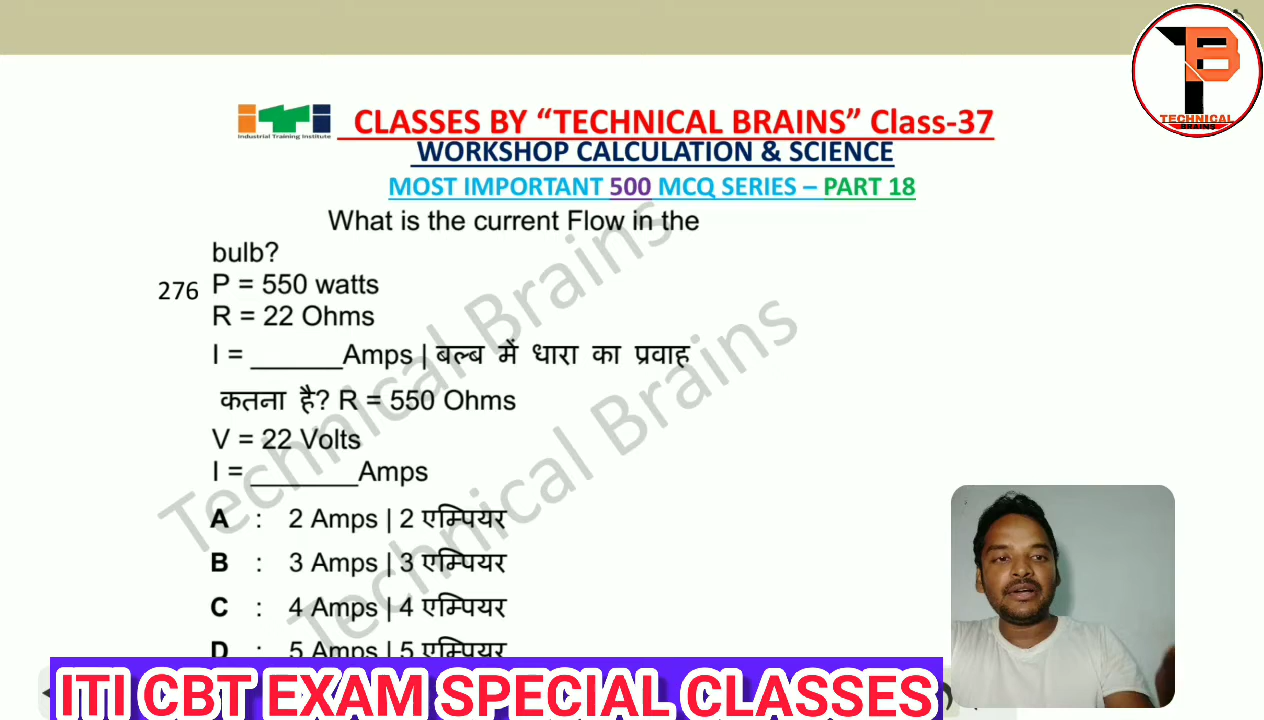 TECHNICAL
BRAINS
iTi CLASSES BY “TECHNICAL BRAINS” Class-37
Industrial Training Institute
WORKSHOP CALCULATION & SCIENCE
MOST IMPORTANT 500 MCQ SERIES – PART 18
What is the current Flow in the
bulb?
276 P = 550 watts
R = 22 Ohms
I = ______Amps | बल्ब में धारा का प्रवाह
कतना है? R = 550 Ohms
V = 22 Volts
I = _______Amps
A : 2 Amps | 2 एम्पियर
B : 3 Amps | 3 एम्पियर
C : 4 Amps | 4 एम्पियर
D : 5 Amps | 5 एम्पियर
Technical Brains
Technical Brains
ITI CBT EXAM SPECIAL CLASSES